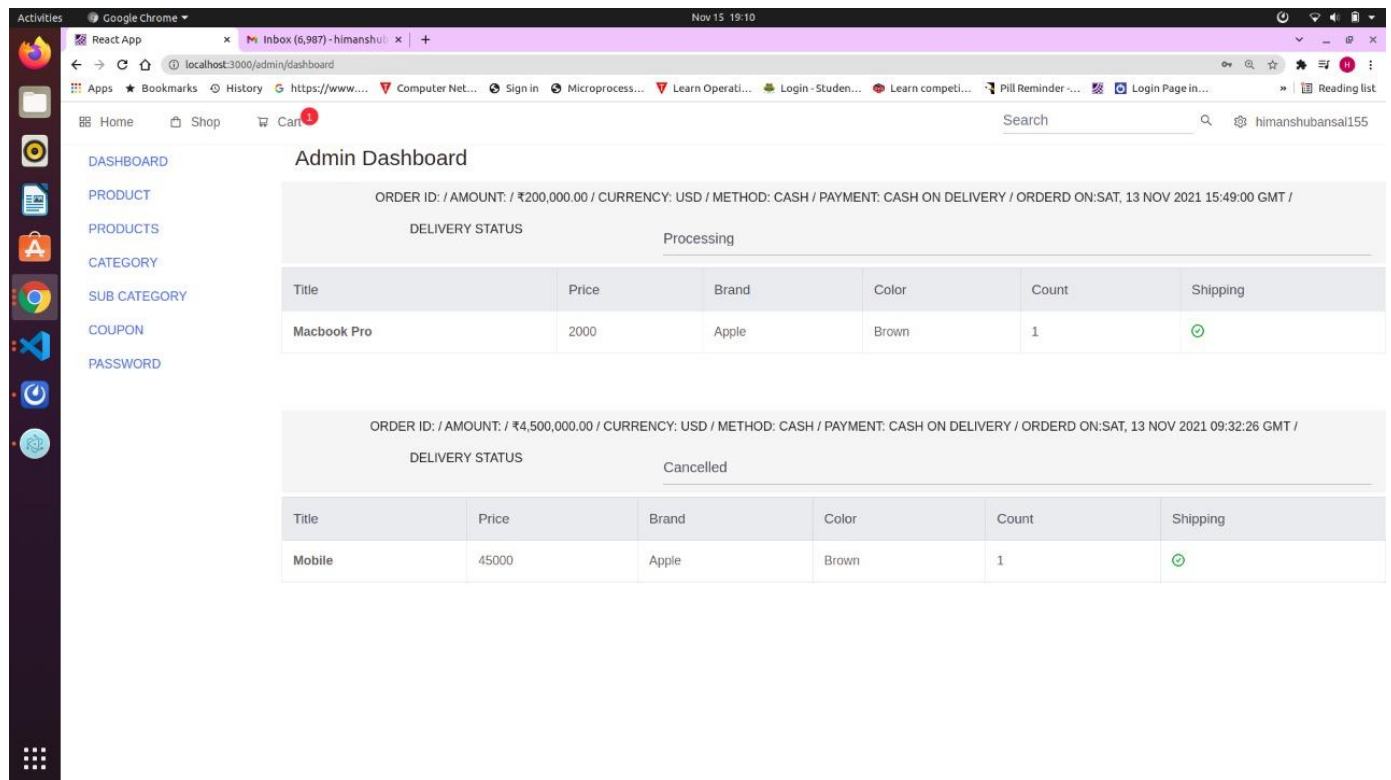 Activities Google Chrome Nov 15 19:10
React App Inbox (6,987) - himanshub
localhost:3000/admin/dashboard H
Apps Bookmarks History https://www.... Computer Net... Sign in Microprocess... Learn Operati... Login - Studen... Learn competi... Pill Reminder -... Login Page in... » Reading list
Home Shop Cart 1 Search himanshubansal155
DASHBOARD
PRODUCT
PRODUCTS
CATEGORY
SUB CATEGORY
COUPON
PASSWORD
Admin Dashboard
ORDER ID: / AMOUNT: / ₹200,000.00 / CURRENCY: USD / METHOD: CASH / PAYMENT: CASH ON DELIVERY / ORDERD ON:SAT, 13 NOV 2021 15:49:00 GMT /
DELIVERY STATUS Processing
Title Price Brand Color Count Shipping
Macbook Pro 2000 Apple Brown 1
ORDER ID: / AMOUNT: / ₹4,500,000.00 / CURRENCY: USD / METHOD: CASH / PAYMENT: CASH ON DELIVERY / ORDERD ON:SAT, 13 NOV 2021 09:32:26 GMT /
DELIVERY STATUS Cancelled
Title Price Brand Color Count Shipping
Mobile 45000 Apple Brown 1